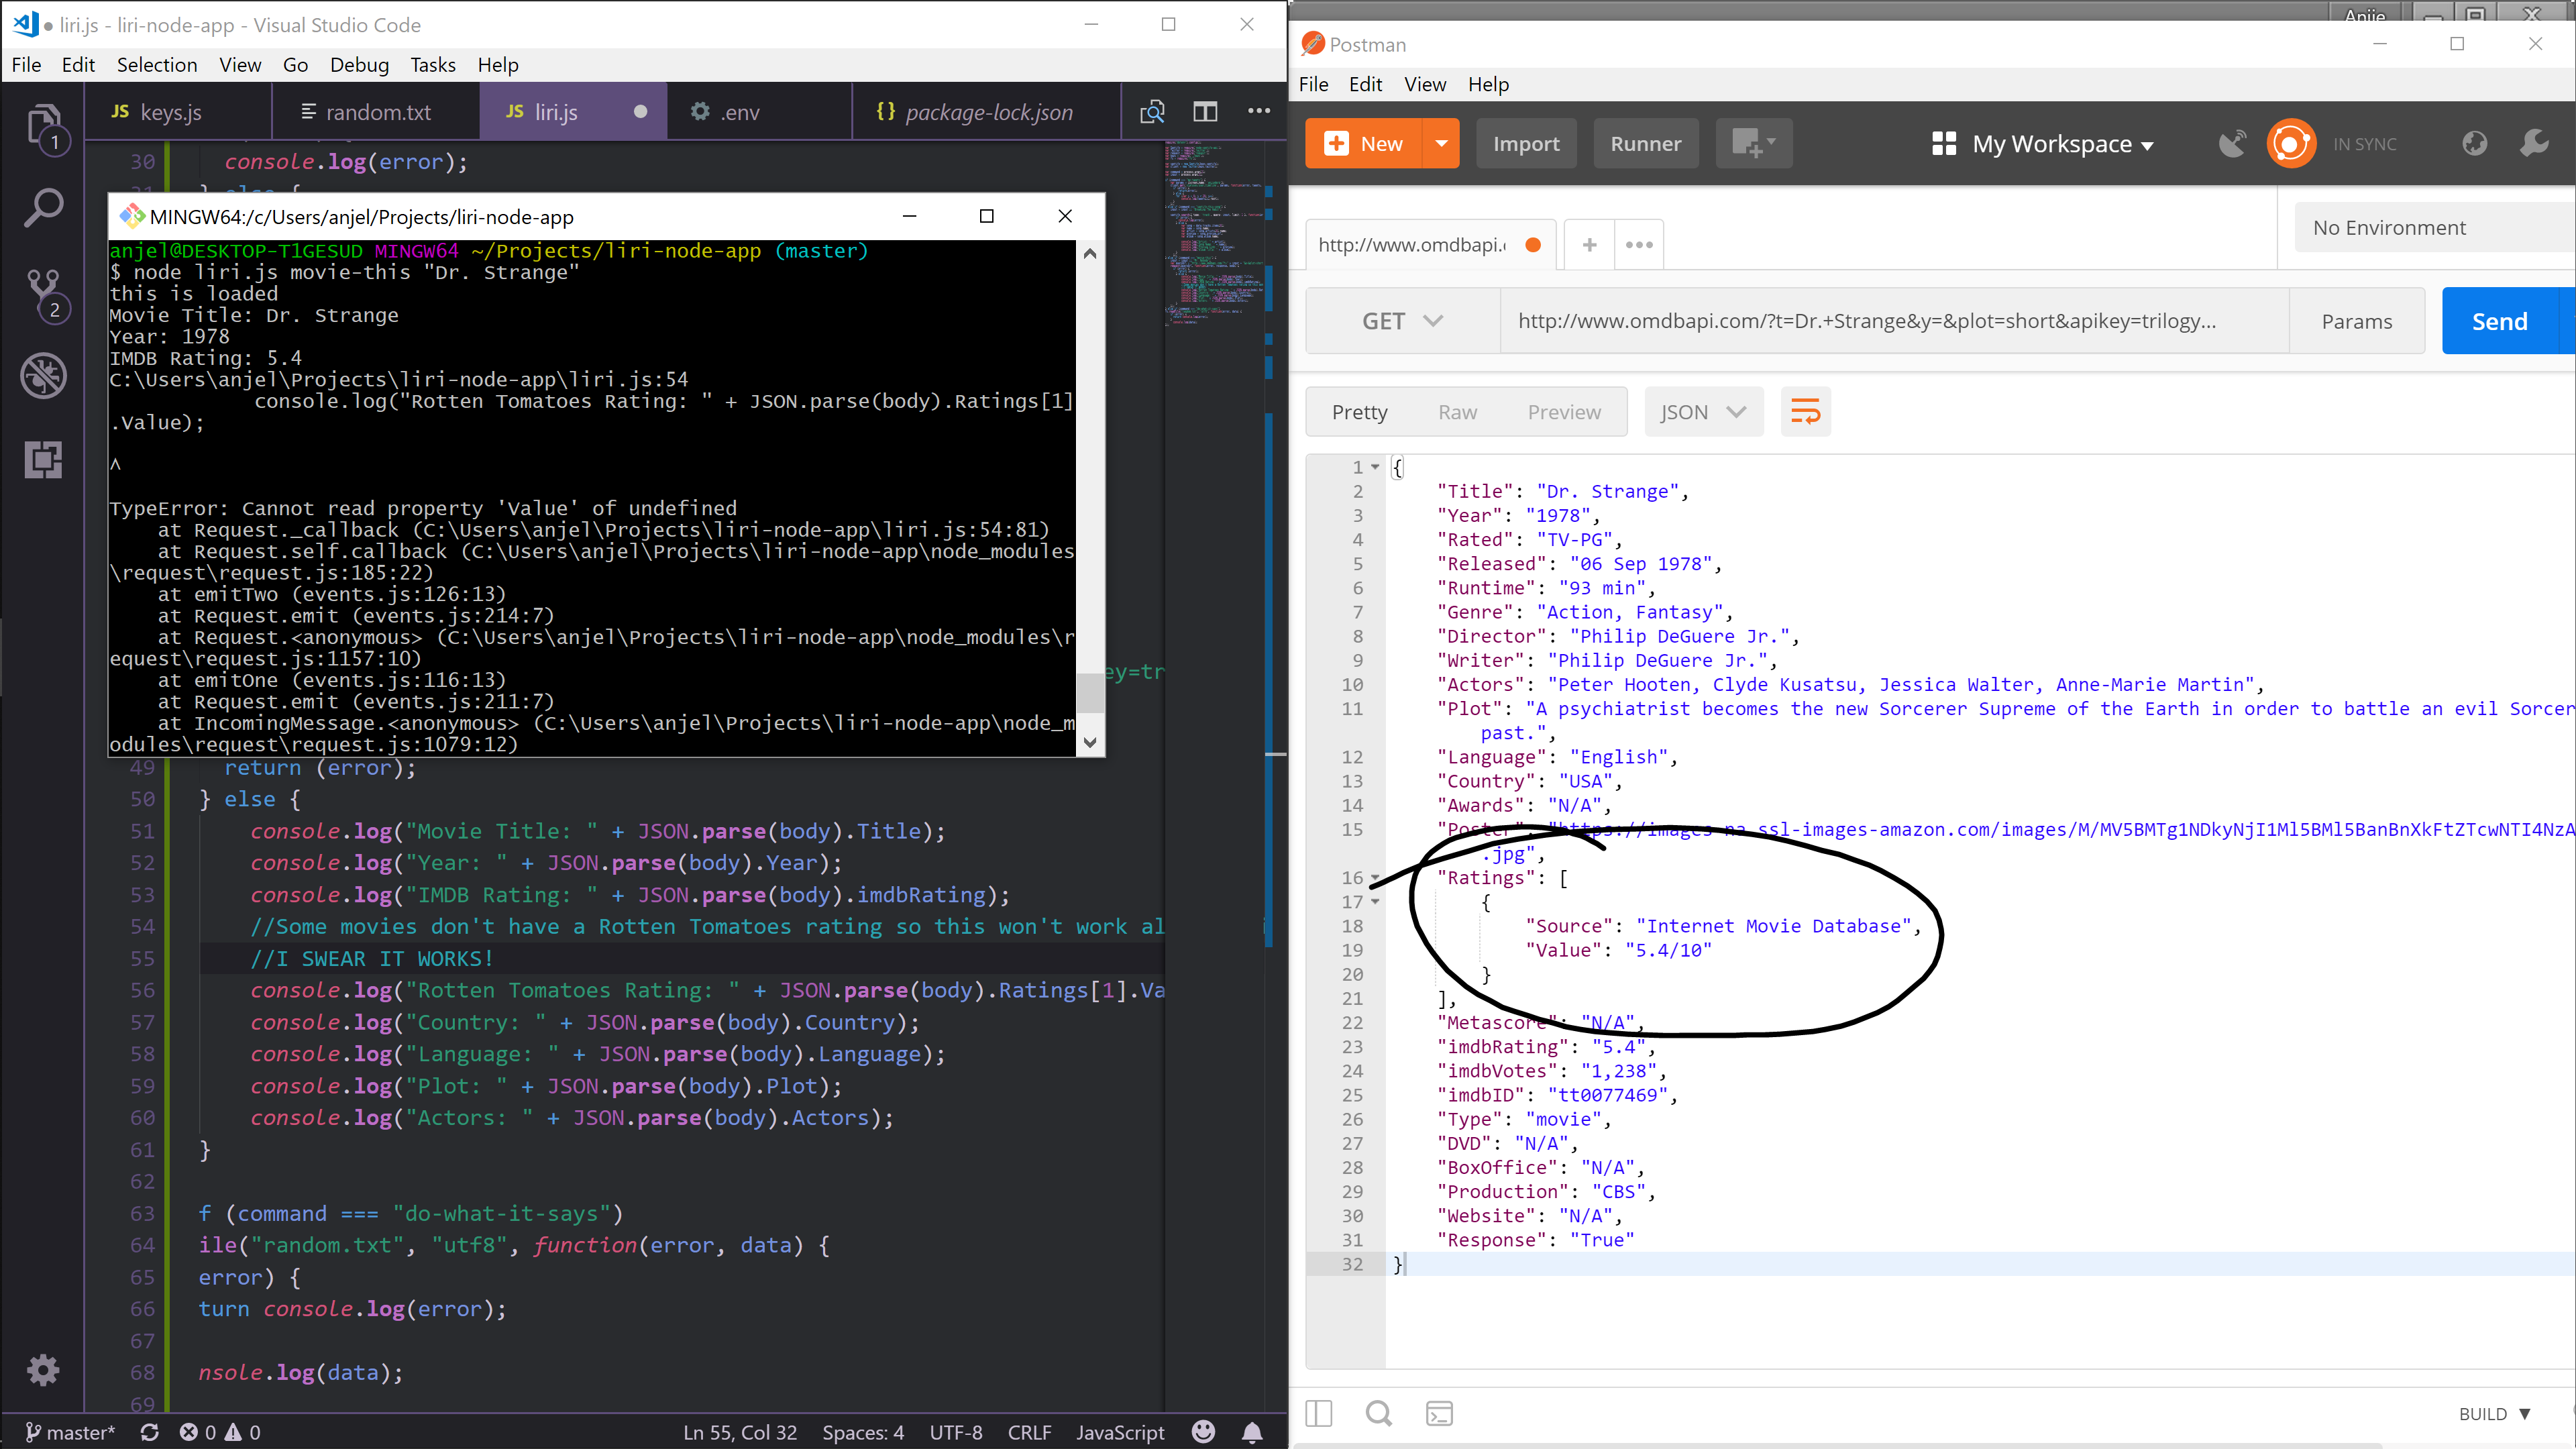 liri.js - liri-node-app - Visual Studio Code
File Edit Selection View Go Debug Tasks Help
JS keys.js random.txt JS liri.js .env { } package-lock.json
1
2
30 console.log(error);
MINGW64:/c/Users/anjel/Projects/liri-node-app
anjel@DESKTOP-T1GESUD MINGW64 ~/Projects/liri-node-app (master)
$ node liri.js movie-this "Dr. Strange"
this is loaded
Movie Title: Dr. Strange
Year: 1978
IMDB Rating: 5.4
C:\Users\anjel\Projects\liri-node-app\liri.js:54
console.log("Rotten Tomatoes Rating: " + JSON.parse(body).Ratings[1]
.Value);
^
TypeError: Cannot read property 'Value' of undefined
at Request._callback (C:\Users\anjel\Projects\liri-node-app\liri.js:54:81)
at Request.self.callback (C:\Users\anjel\Projects\liri-node-app\node_modules
\request\request.js:185:22)
at emitTwo (events.js:126:13)
at Request.emit (events.js:214:7)
at Request.<anonymous> (C:\Users\anjel\Projects\liri-node-app\node_modules\r
equest\request.js:1157:10)
at emitOne (events.js:116:13)
at Request.emit (events.js:211:7)
at IncomingMessage.<anonymous> (C:\Users\anjel\Projects\liri-node-app\node_m
odules\request\request.js:1079:12)
ey=tr
49 return (error);
50 } else {
51 console.log("Movie Title: " + JSON.parse(body).Title);
52 console.log("Year: " + JSON.parse(body).Year);
53 console.log("IMDB Rating: " + JSON.parse(body).imdbRating);
54 //Some movies don't have a Rotten Tomatoes rating so this won't work al
55 //I SWEAR IT WORKS!
56 console.log("Rotten Tomatoes Rating: " + JSON.parse(body).Ratings[1].Va
57 console.log("Country: " + JSON.parse(body).Country);
58 console.log("Language: " + JSON.parse(body).Language);
59 console.log("Plot: " + JSON.parse(body).Plot);
60 console.log("Actors: " + JSON.parse(body).Actors);
61 }
62
63 f (command === "do-what-it-says")
64 ile("random.txt", "utf8", function(error, data) {
65 error) {
66 turn console.log(error);
67
68 nsole.log(data);
69
master* 0 0 Ln 55, Col 32 Spaces: 4 UTF-8 CRLF JavaScript
Anjie
Postman
File Edit View Help
New Import Runner My Workspace IN SYNC
http://www.omdbapi.c + ••• No Environment
GET http://www.omdbapi.com/?t=Dr.+Strange&y=&plot=short&apikey=trilogy... Params Send
Pretty Raw Preview JSON
1 {
2 "Title": "Dr. Strange",
3 "Year": "1978",
4 "Rated": "TV-PG",
5 "Released": "06 Sep 1978",
6 "Runtime": "93 min",
7 "Genre": "Action, Fantasy",
8 "Director": "Philip DeGuere Jr.",
9 "Writer": "Philip DeGuere Jr.",
10 "Actors": "Peter Hooten, Clyde Kusatsu, Jessica Walter, Anne-Marie Martin",
11 "Plot": "A psychiatrist becomes the new Sorcerer Supreme of the Earth in order to battle an evil Sorcer
past.",
12 "Language": "English",
13 "Country": "USA",
14 "Awards": "N/A",
15 "Poster": "https://images-na.ssl-images-amazon.com/images/M/MV5BMTg1NDkyNjI1Ml5BMl5BanBnXkFtZTcwNTI4NzA
.jpg",
16 "Ratings": [
17 {
18 "Source": "Internet Movie Database",
19 "Value": "5.4/10"
20 }
21 ],
22 "Metascore": "N/A",
23 "imdbRating": "5.4",
24 "imdbVotes": "1,238",
25 "imdbID": "tt0077469",
26 "Type": "movie",
27 "DVD": "N/A",
28 "BoxOffice": "N/A",
29 "Production": "CBS",
30 "Website": "N/A",
31 "Response": "True"
32 }
BUILD